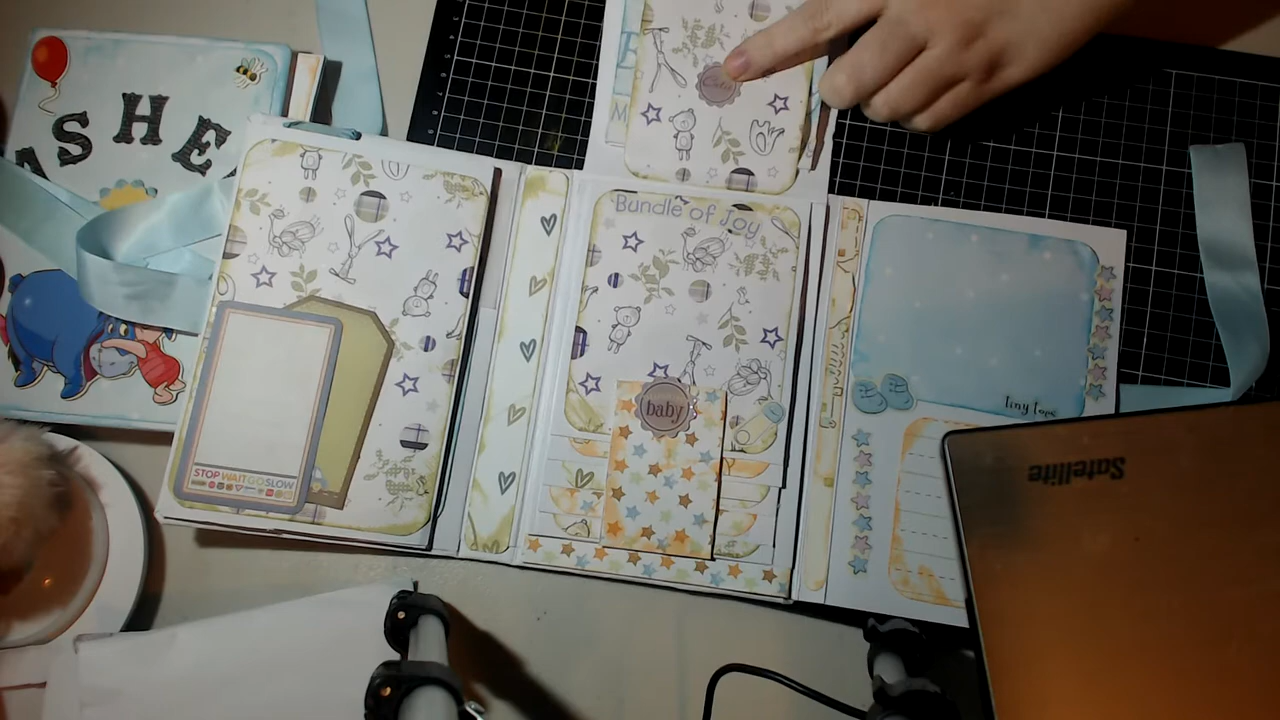 ASHE
Bundle of Joy
baby
STOP WAIT GO SLOW
tiny toes
Satellite